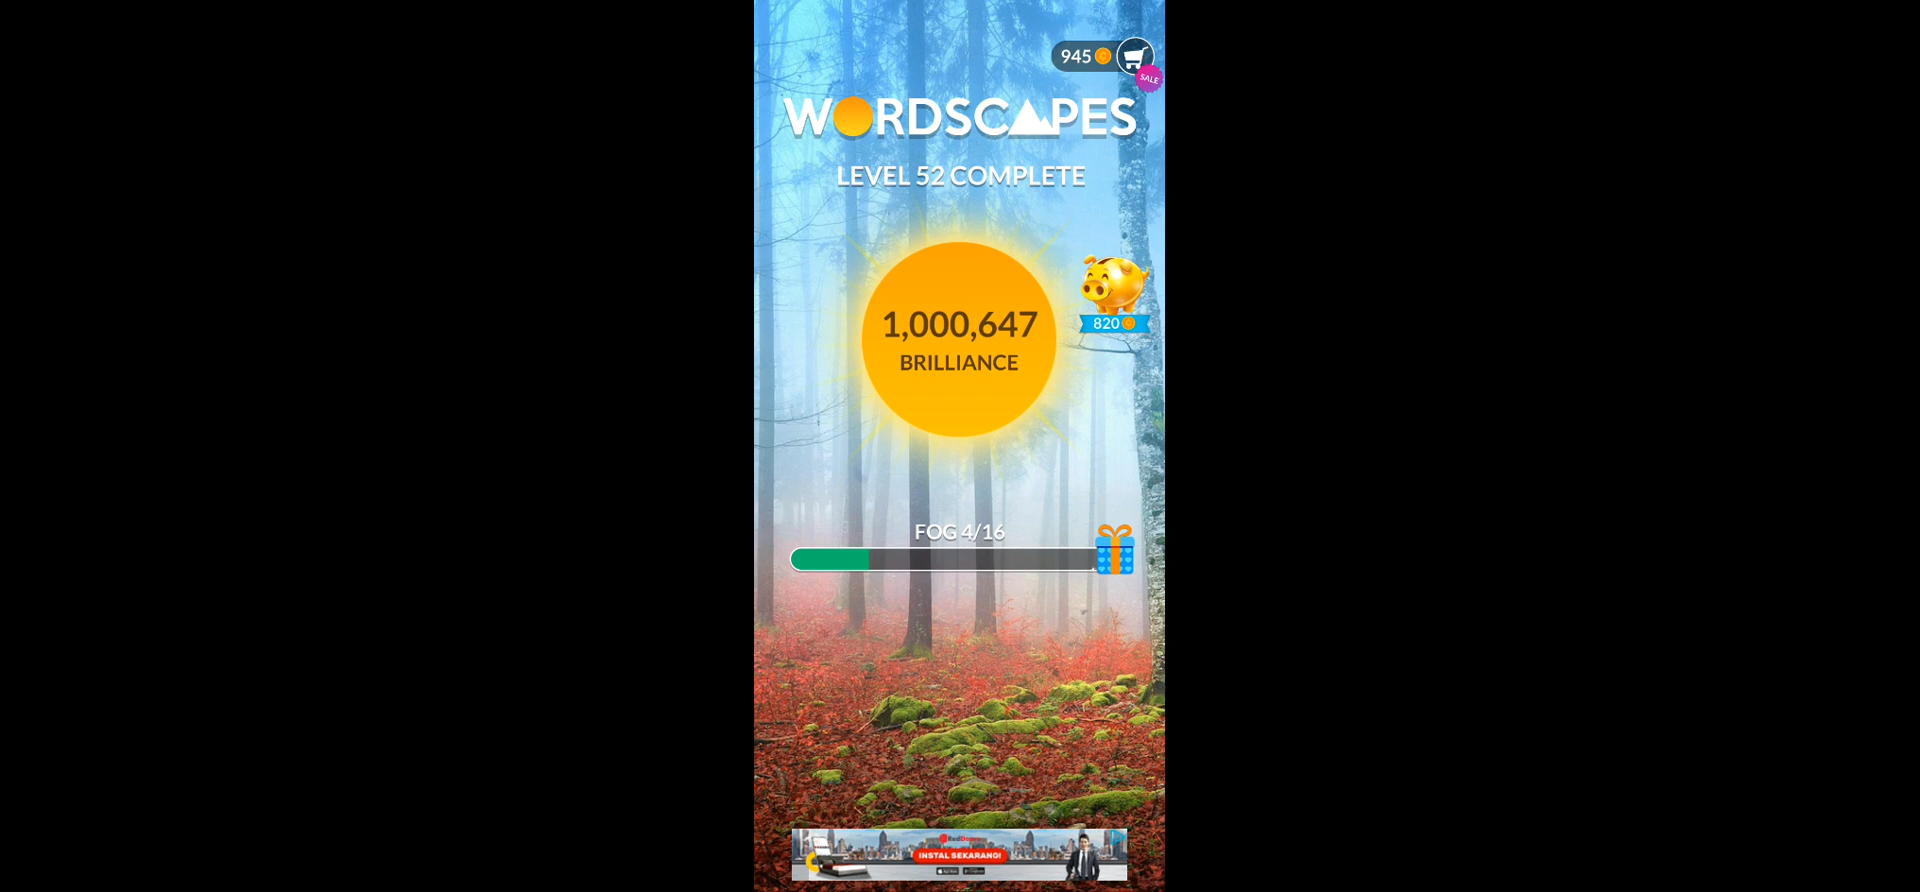 945
SALE
WORDSCAPES
LEVEL 52 COMPLETE
1,000,647
BRILLIANCE
820
FOG 4/16
INSTAL SEKARANG!